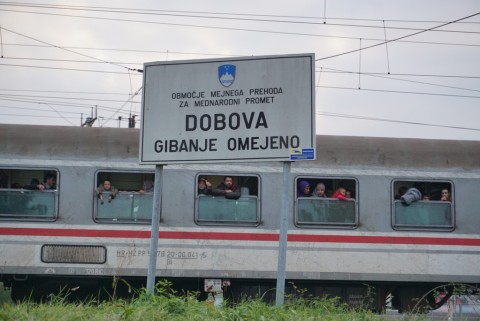 OBMOČJE MEJNEGA PREHODA
ZA MEDNARODNI PROMET
DOBOVA
GIBANJE OMEJENO